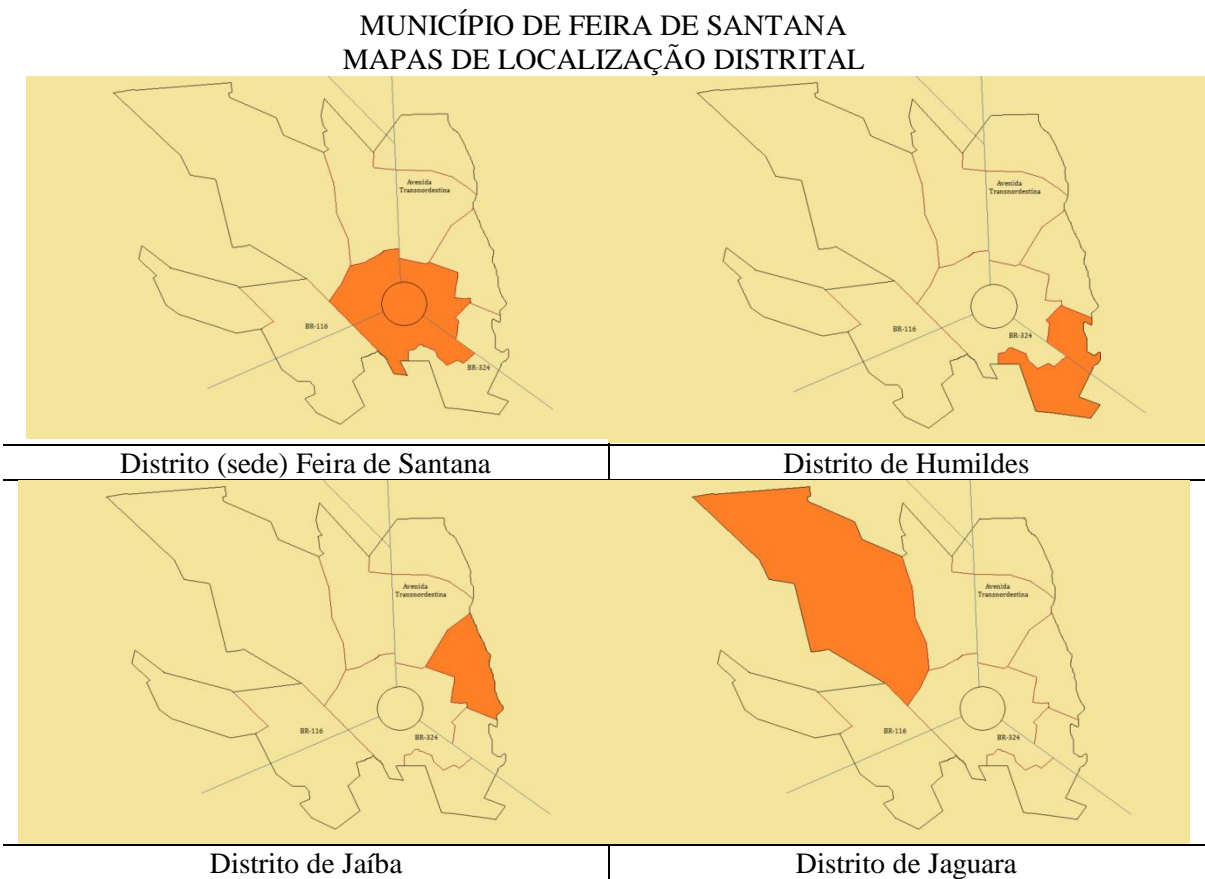 MUNICÍPIO DE FEIRA DE SANTANA
MAPAS DE LOCALIZAÇÃO DISTRITAL
Avenida
Transnordestina
BR-116
BR-324
Avenida
Transnordestina
BR-116
BR-324
Distrito (sede) Feira de Santana
Distrito de Humildes
Avenida
Transnordestina
BR-116
BR-324
Avenida
Transnordestina
BR-116
BR-324
Distrito de Jaíba
Distrito de Jaguara